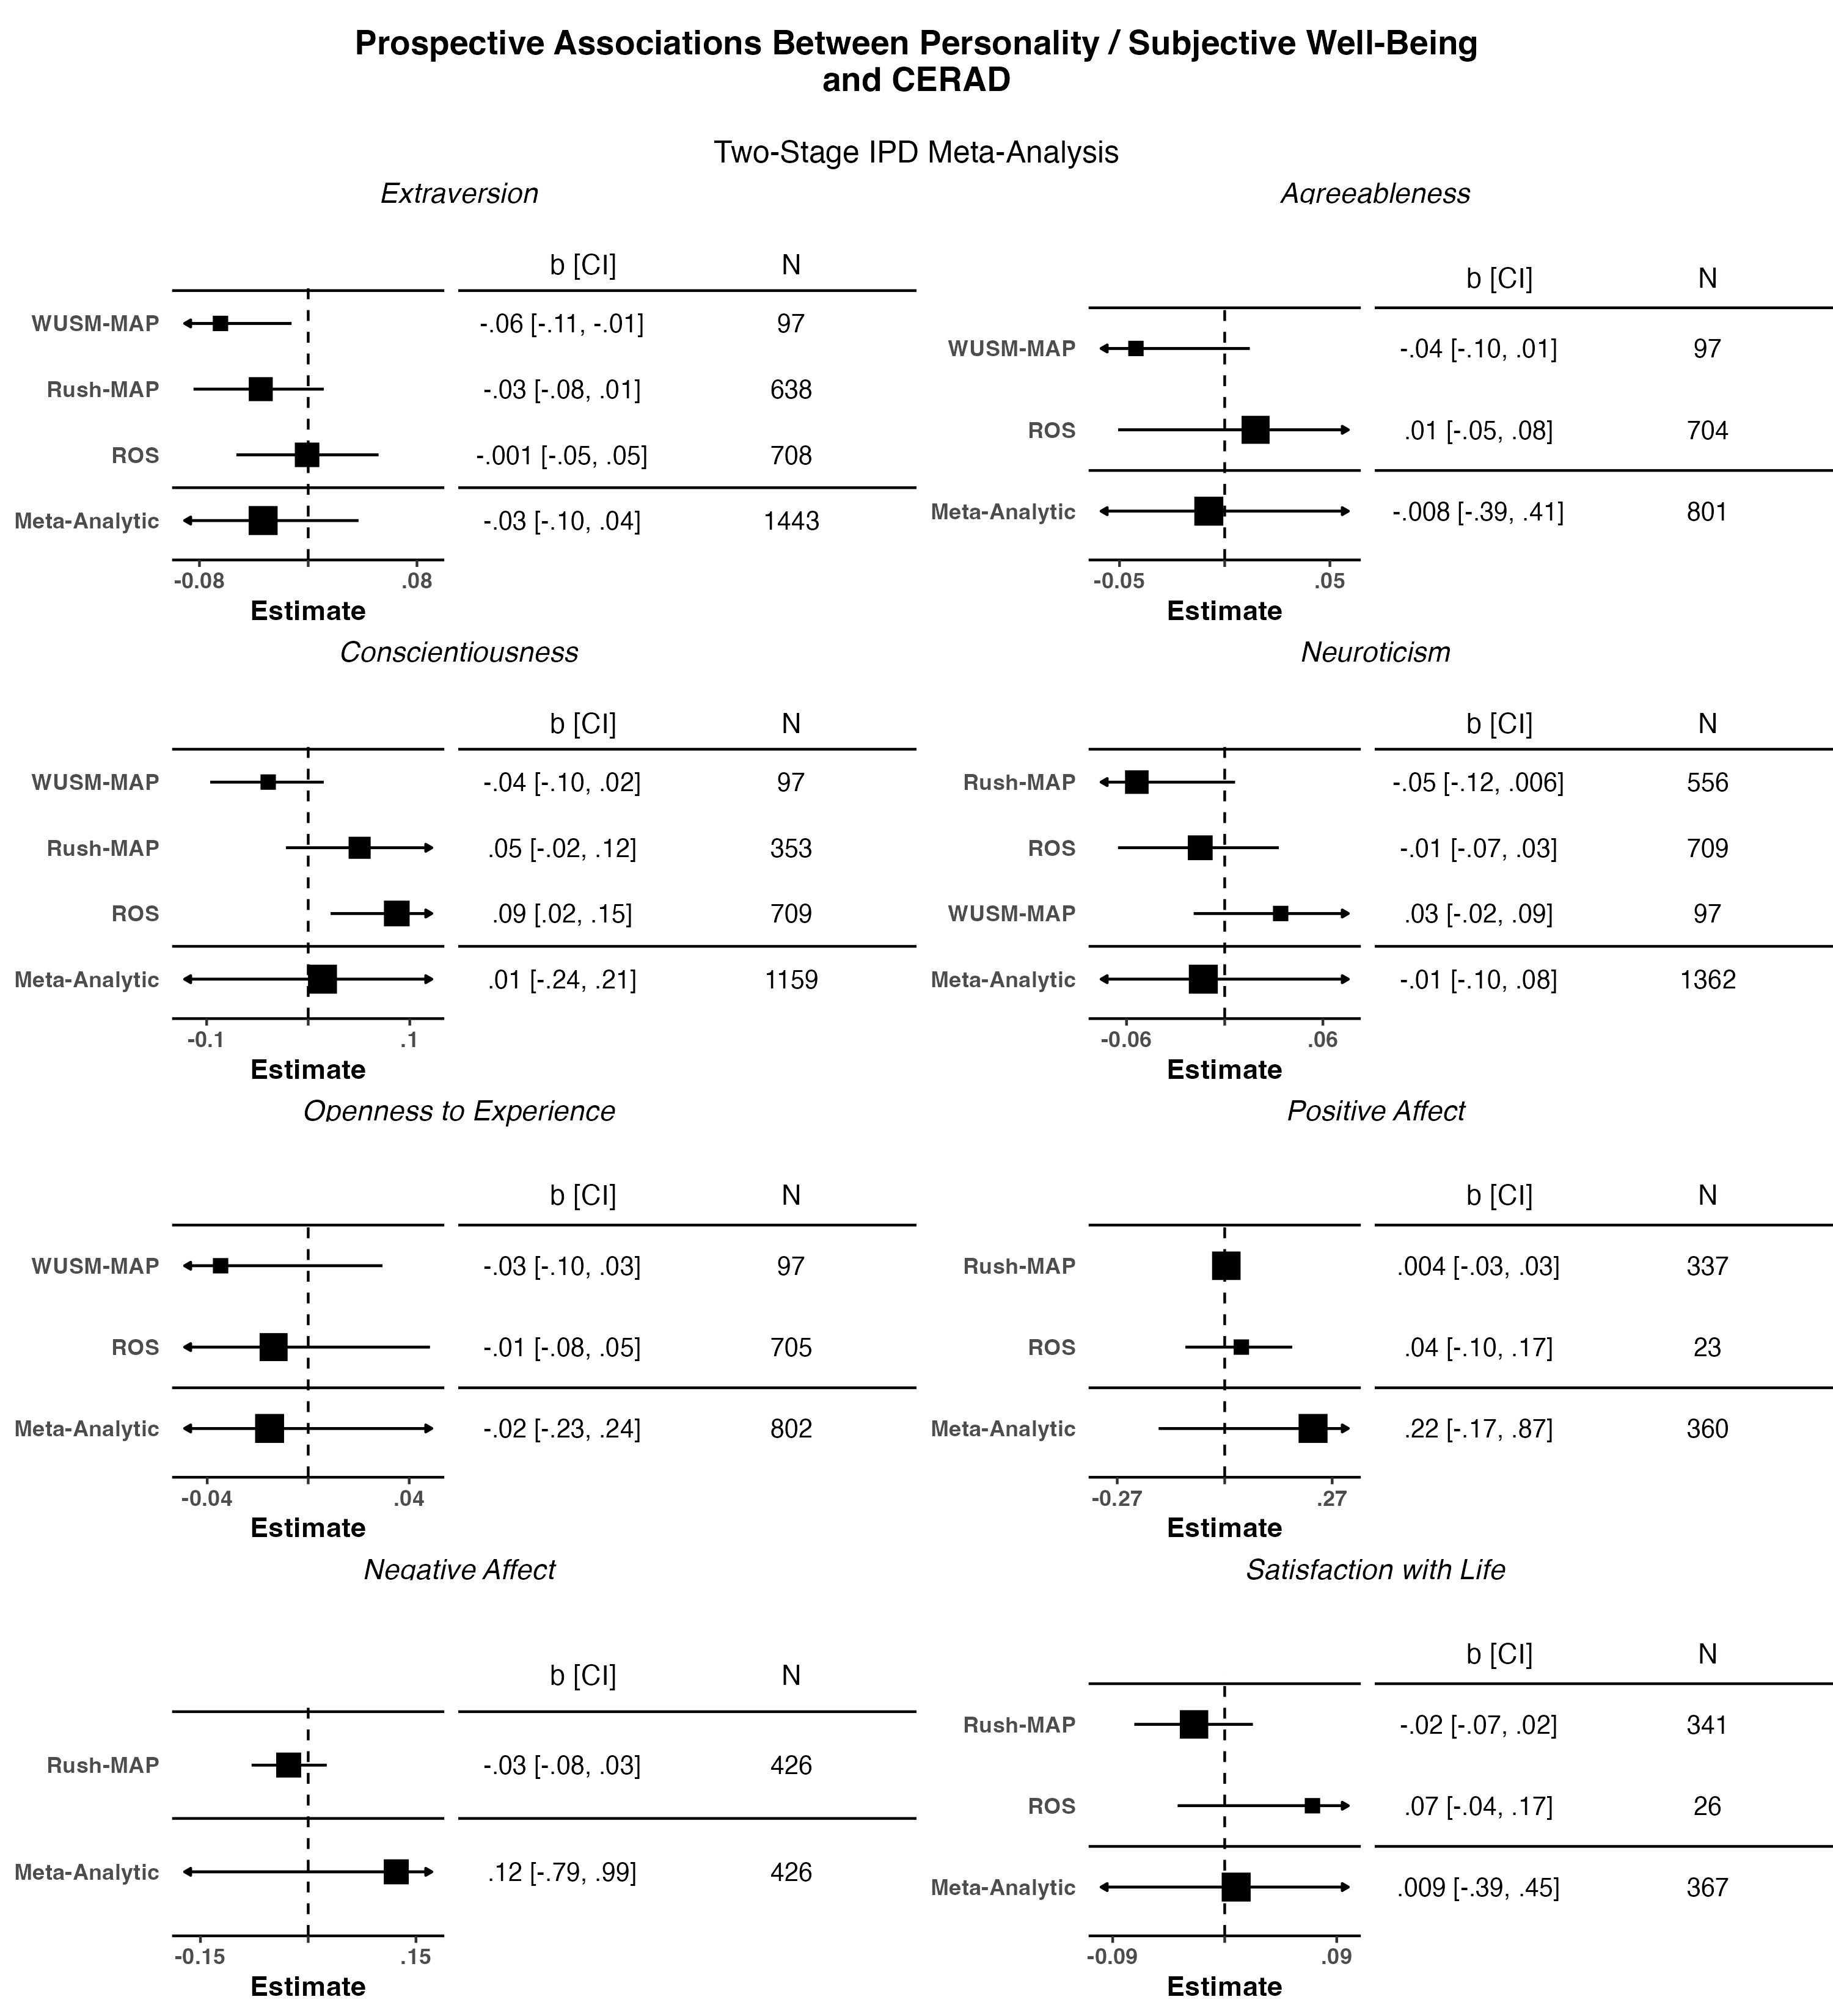 Prospective Associations Between Personality / Subjective Well-Being
and CERAD
Two-Stage IPD Meta-Analysis
Extraversion
b [CI] N
WUSM-MAP -.06 [-.11, -.01] 97
Rush-MAP -.03 [-.08, .01] 638
ROS -.001 [-.05, .05] 708
Meta-Analytic -.03 [-.10, .04] 1443
-0.08 .08
Estimate
Agreeableness
b [CI] N
WUSM-MAP -.04 [-.10, .01] 97
ROS .01 [-.05, .08] 704
Meta-Analytic -.008 [-.39, .41] 801
-0.05 .05
Estimate
Conscientiousness
b [CI] N
WUSM-MAP -.04 [-.10, .02] 97
Rush-MAP .05 [-.02, .12] 353
ROS .09 [.02, .15] 709
Meta-Analytic .01 [-.24, .21] 1159
-0.1 .1
Estimate
Neuroticism
b [CI] N
Rush-MAP -.05 [-.12, .006] 556
ROS -.01 [-.07, .03] 709
WUSM-MAP .03 [-.02, .09] 97
Meta-Analytic -.01 [-.10, .08] 1362
-0.06 .06
Estimate
Openness to Experience
b [CI] N
WUSM-MAP -.03 [-.10, .03] 97
ROS -.01 [-.08, .05] 705
Meta-Analytic -.02 [-.23, .24] 802
-0.04 .04
Estimate
Positive Affect
b [CI] N
Rush-MAP .004 [-.03, .03] 337
ROS .04 [-.10, .17] 23
Meta-Analytic .22 [-.17, .87] 360
-0.27 .27
Estimate
Negative Affect
b [CI] N
Rush-MAP -.03 [-.08, .03] 426
Meta-Analytic .12 [-.79, .99] 426
-0.15 .15
Estimate
Satisfaction with Life
b [CI] N
Rush-MAP -.02 [-.07, .02] 341
ROS .07 [-.04, .17] 26
Meta-Analytic .009 [-.39, .45] 367
-0.09 .09
Estimate